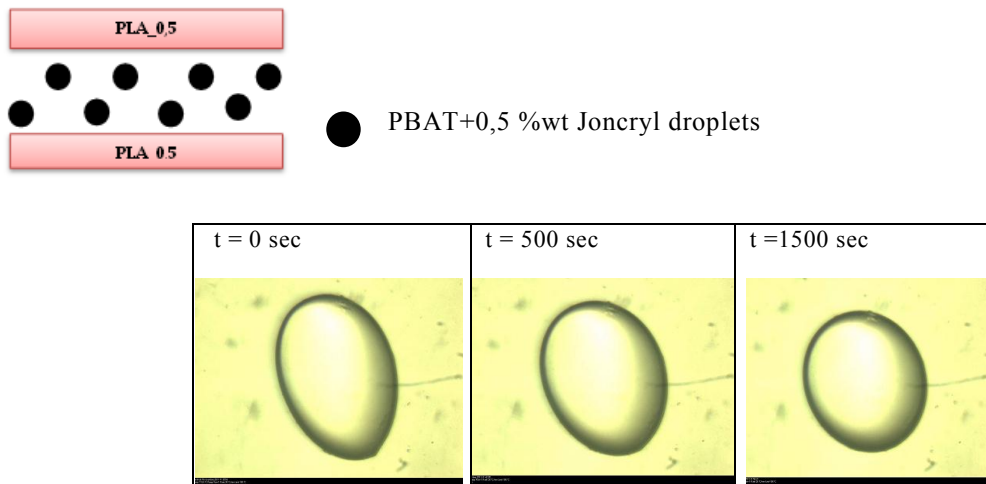 PLA_0,5
PBAT+0,5 %wt Joncryl droplets
PLA 0.5
t = 0 sec
t = 500 sec
t =1500 sec